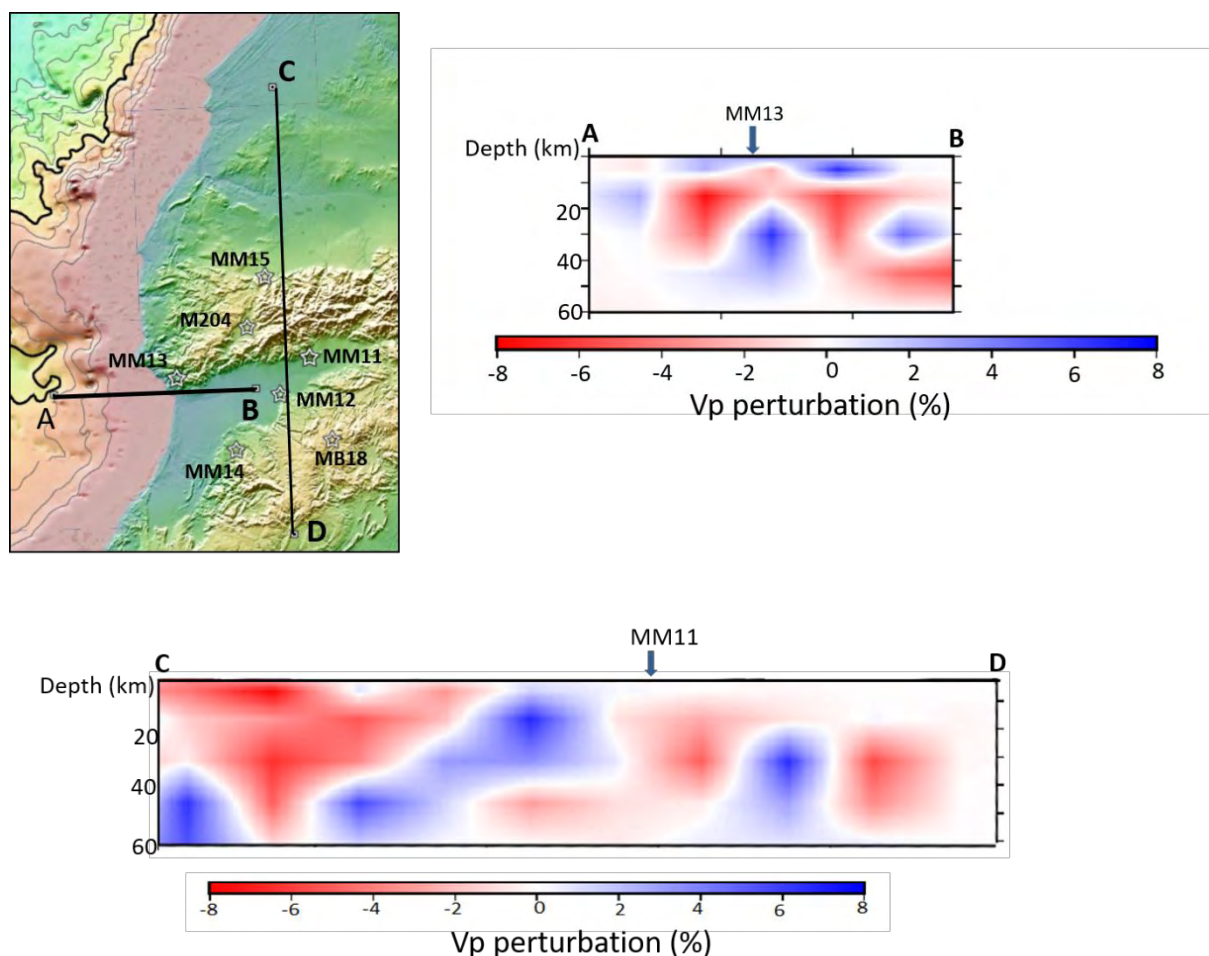 C
MM15
M204
MM13
MM11
A
B
MM12
MM14
MB18
D
MM13
A
B
Depth (km)
20
40
60
-8
-6
-4
-2
0
2
4
6
8
Vp perturbation (%)
MM11
C
D
Depth (km)
20
40
60
-8
-6
-4
-2
0
2
4
6
8
Vp perturbation (%)